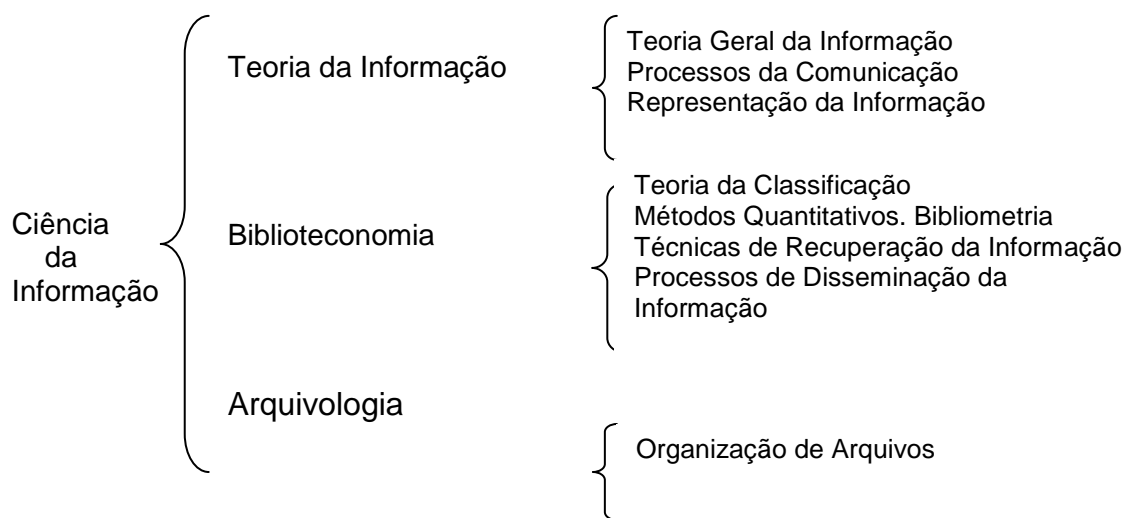 Ciência
da
Informação
Teoria da Informação
Teoria Geral da Informação
Processos da Comunicação
Representação da Informação
Biblioteconomia
Teoria da Classificação
Métodos Quantitativos. Bibliometria
Técnicas de Recuperação da Informação
Processos de Disseminação da
Informação
Arquivologia
Organização de Arquivos